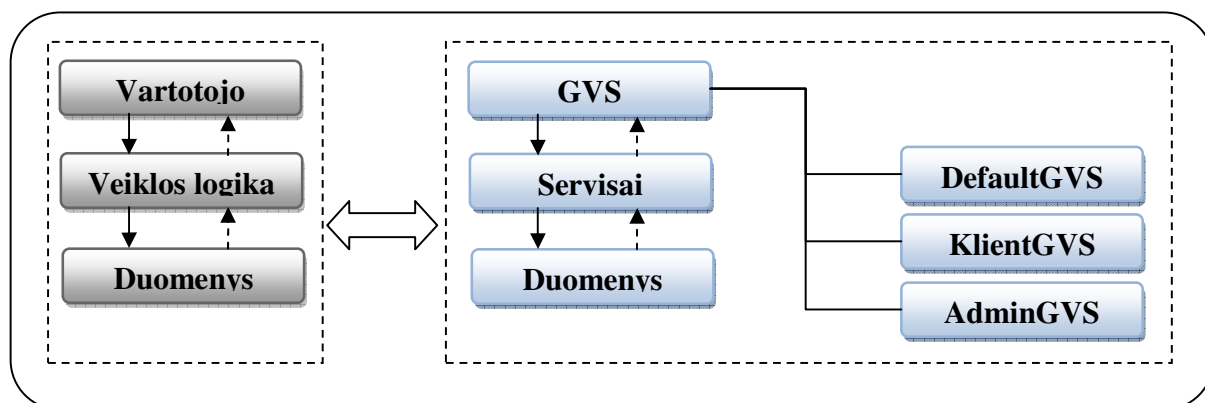 Vartotojo
Veiklos logika
Duomenys
GVS
Servisai
Duomenys
DefaultGVS
KlientGVS
AdminGVS